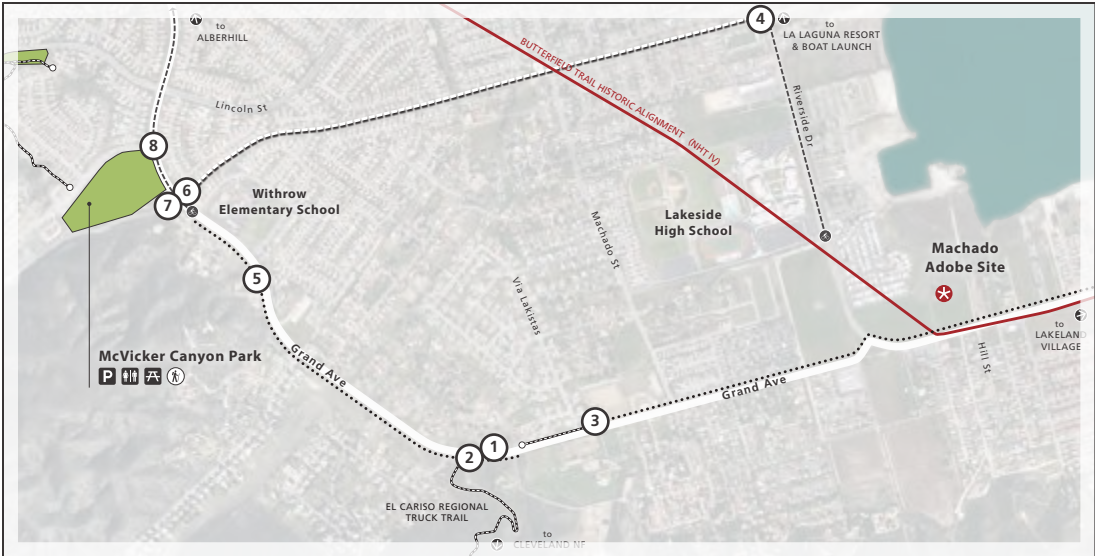 to
ALBERHILL
4
to
LA LAGUNA RESORT
& BOAT LAUNCH
BUTTERFIELD TRAIL HISTORIC ALIGNMENT (NHT IV)
Riverside Dr
Lincoln St
8
6
7
Withrow
Elementary School
Lakeside
High School
Machado St
Machado
Adobe Site
5
Via Lakistas
to
LAKELAND
VILLAGE
Hill St
McVicker Canyon Park
P
Grand Ave
Grand Ave
3
1
2
EL CARISO REGIONAL
TRUCK TRAIL
to
CLEVELAND NF